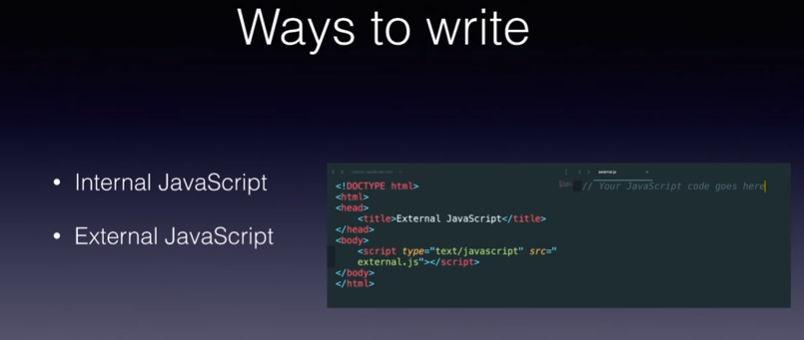 Ways to write
• Internal JavaScript
• External JavaScript
<!DOCTYPE html>
<html>
<head>
<title>External JavaScript</title>
</head>
<body>
<script type="text/javascript" src="
external.js"></script>
</body>
</html>
external.js
// Your JavaScript code goes here